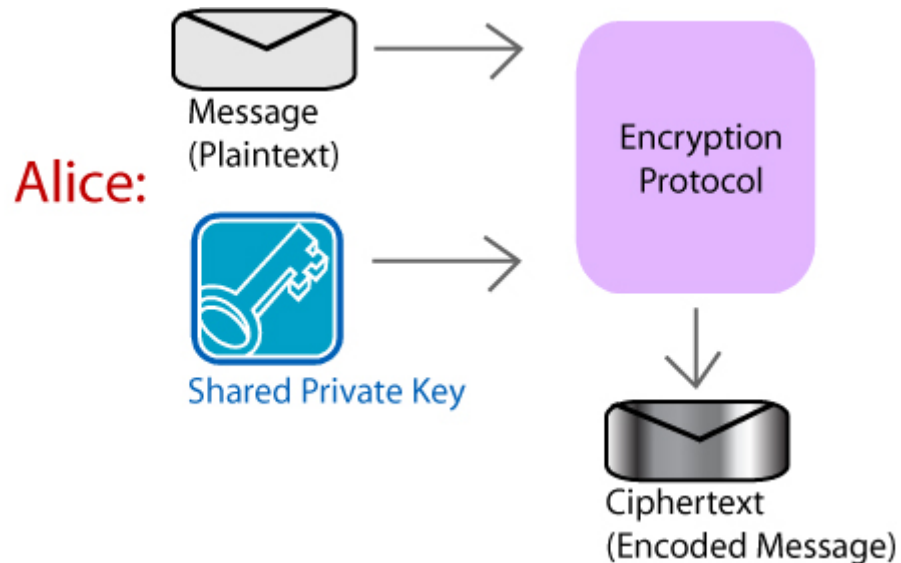 Message
(Plaintext)
Alice:
Encryption
Protocol
Shared Private Key
Ciphertext
(Encoded Message)